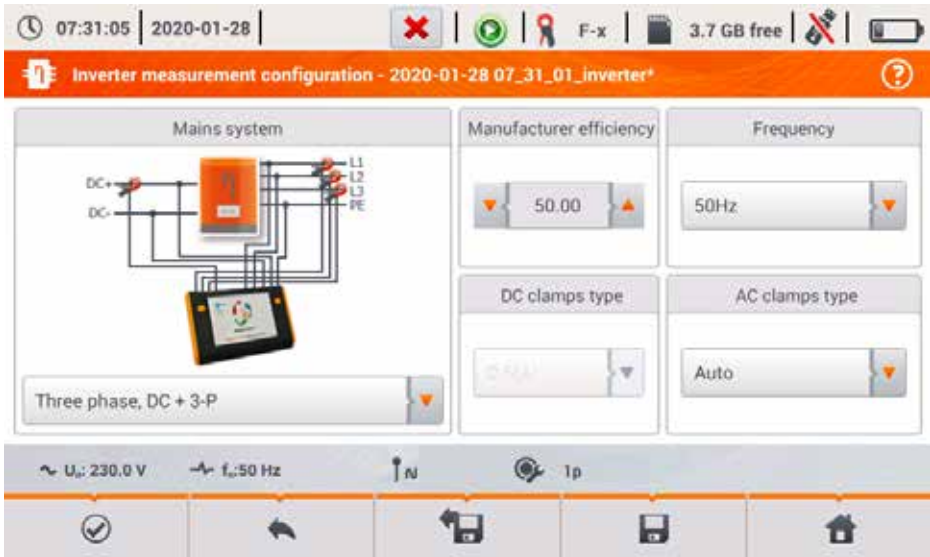 07:31:05 2020-01-28 F-x 3.7 GB free
Inverter measurement configuration - 2020-01-28 07_31_01_inverter*
Mains system
Manufacturer efficiency
Frequency
DC+
DC-
L1
L2
L3
PE
50.00
50Hz
DC clamps type
AC clamps type
Auto
Three phase, DC + 3-P
Uₙ: 230.0 V fₙ:50 Hz N 1p